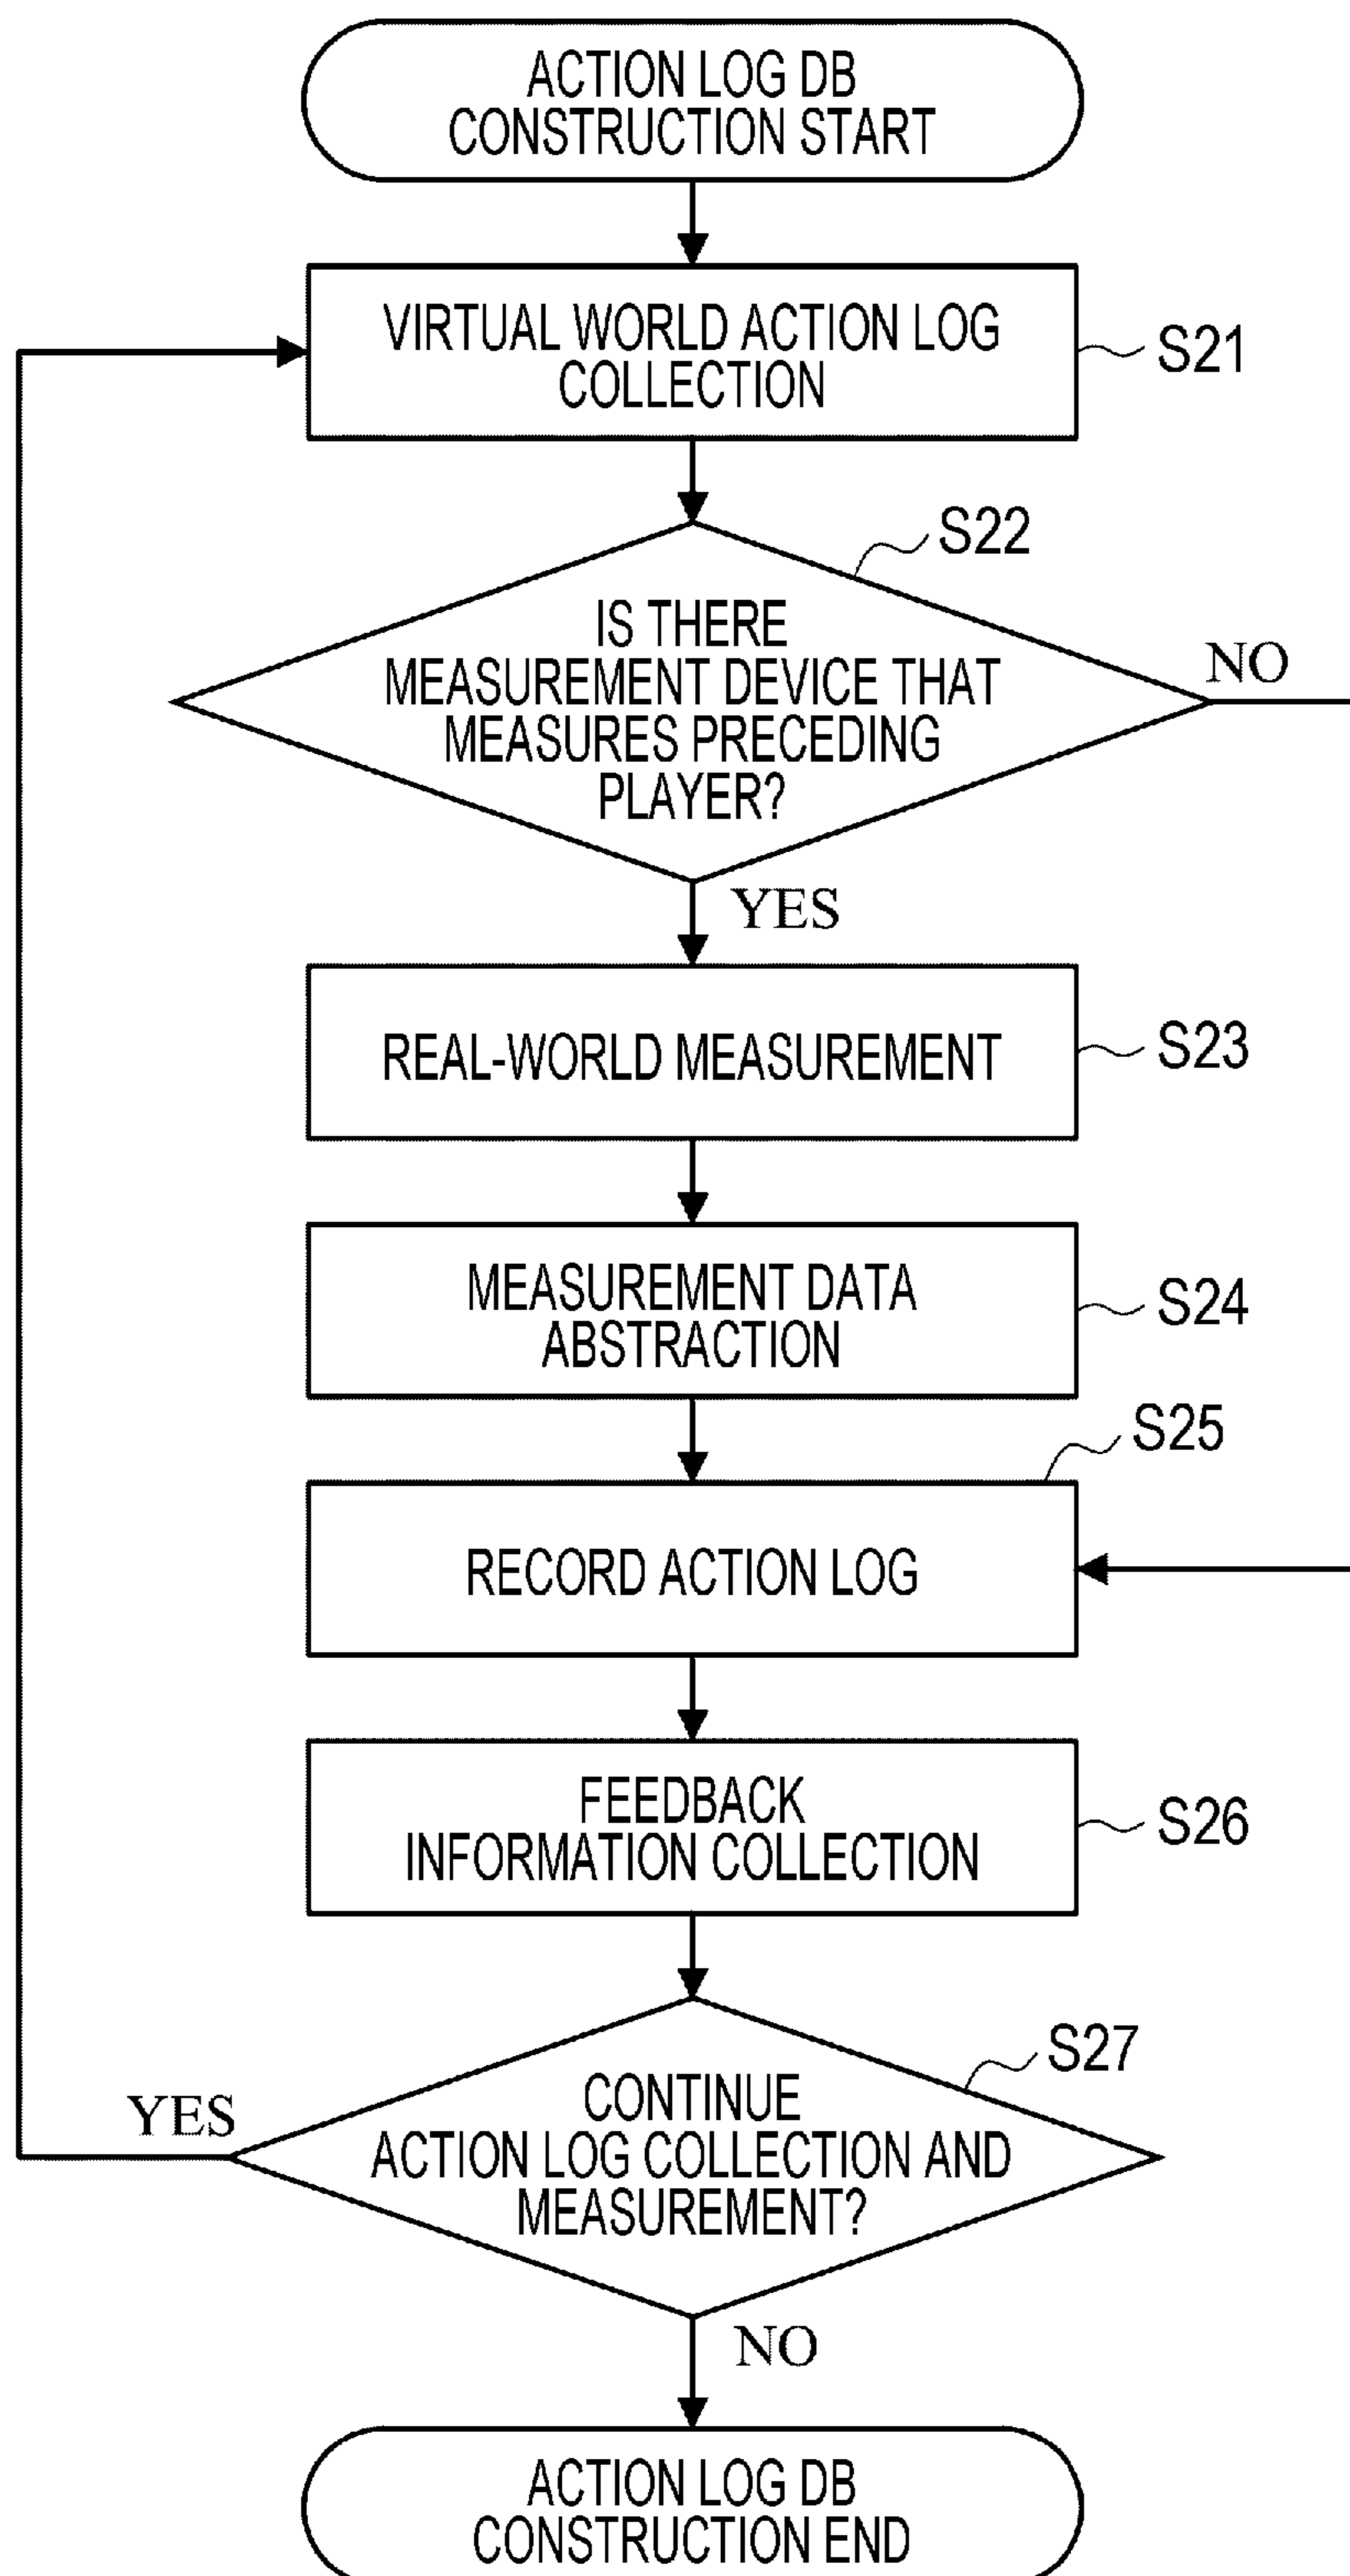 ACTION LOG DB
CONSTRUCTION START
VIRTUAL WORLD ACTION LOG
COLLECTION
S21
S22
IS THERE
MEASUREMENT DEVICE THAT
MEASURES PRECEDING
PLAYER?
NO
YES
REAL-WORLD MEASUREMENT
S23
MEASUREMENT DATA
ABSTRACTION
S24
S25
RECORD ACTION LOG
FEEDBACK
INFORMATION COLLECTION
S26
S27
CONTINUE
ACTION LOG COLLECTION AND
MEASUREMENT?
YES
NO
ACTION LOG DB
CONSTRUCTION END